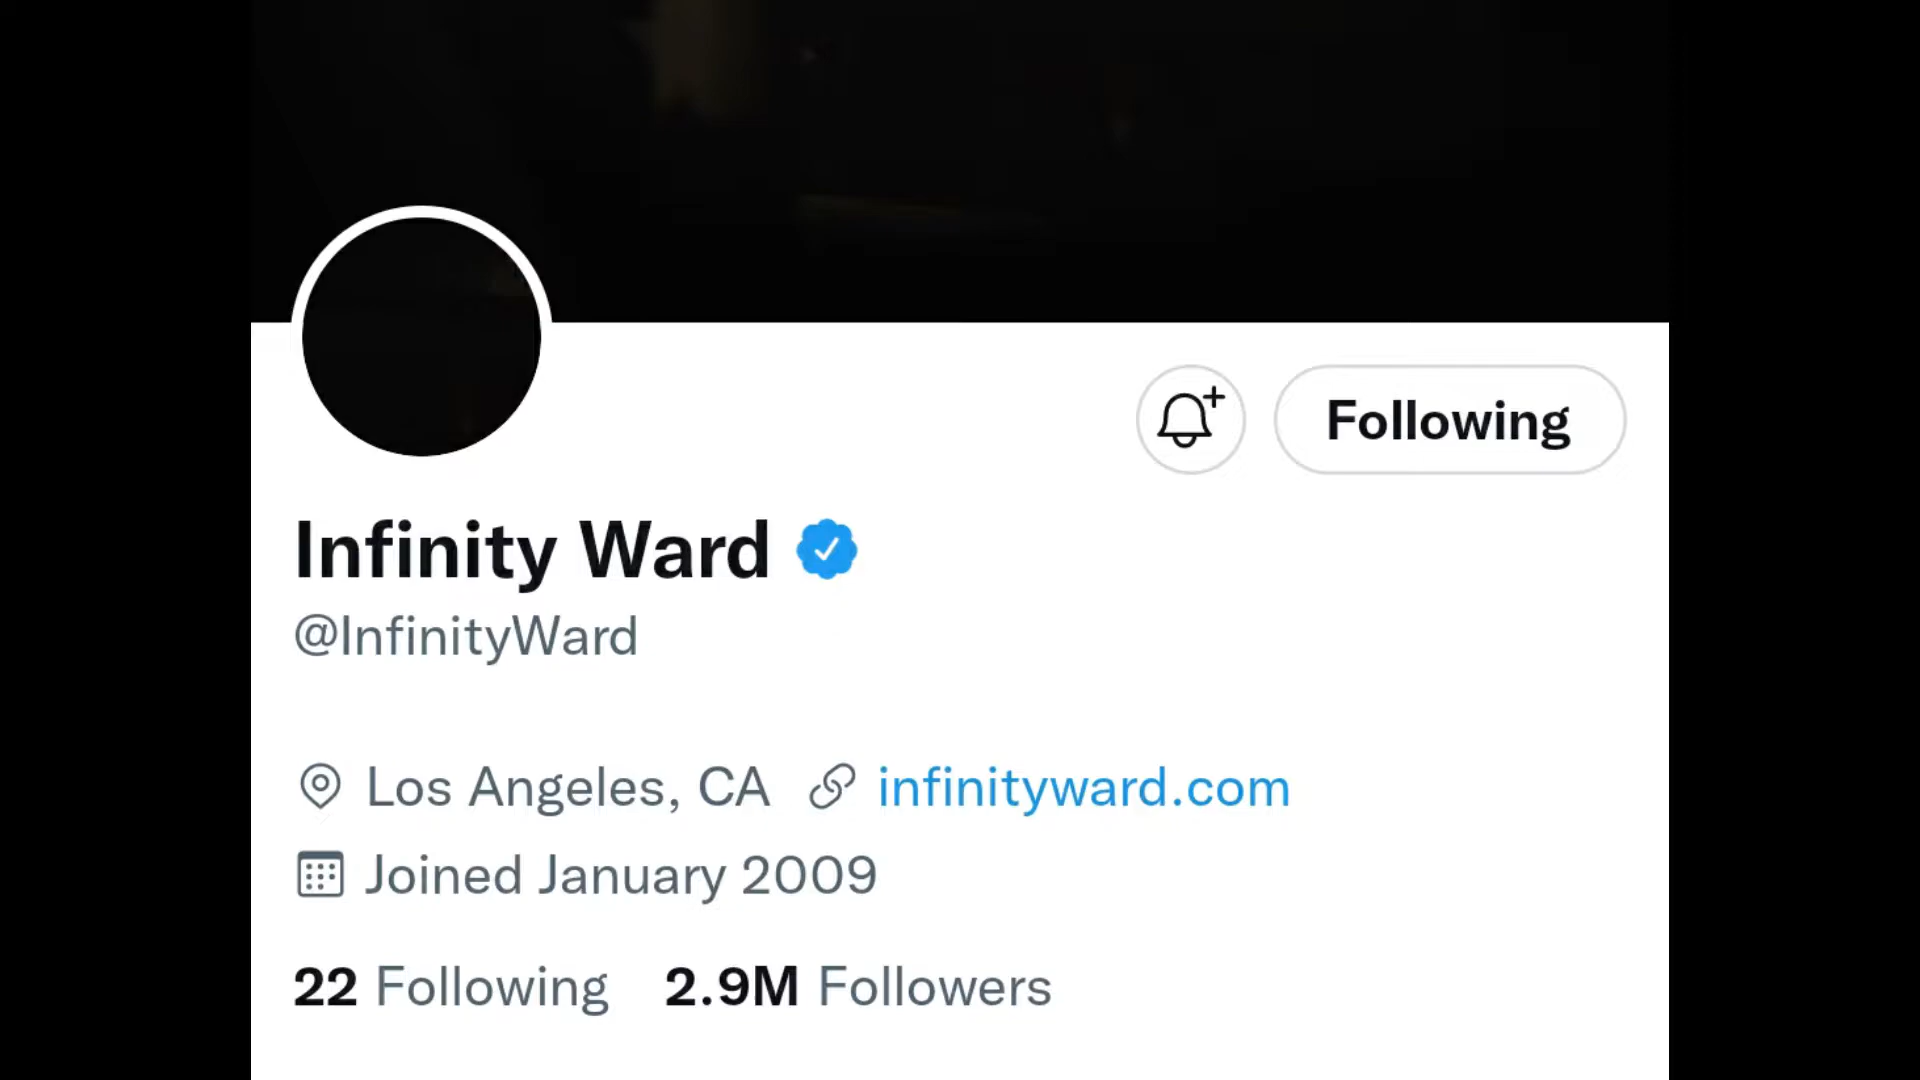 Following
Infinity Ward
@InfinityWard
Los Angeles, CA infinityward.com
Joined January 2009
22 Following 2.9M Followers